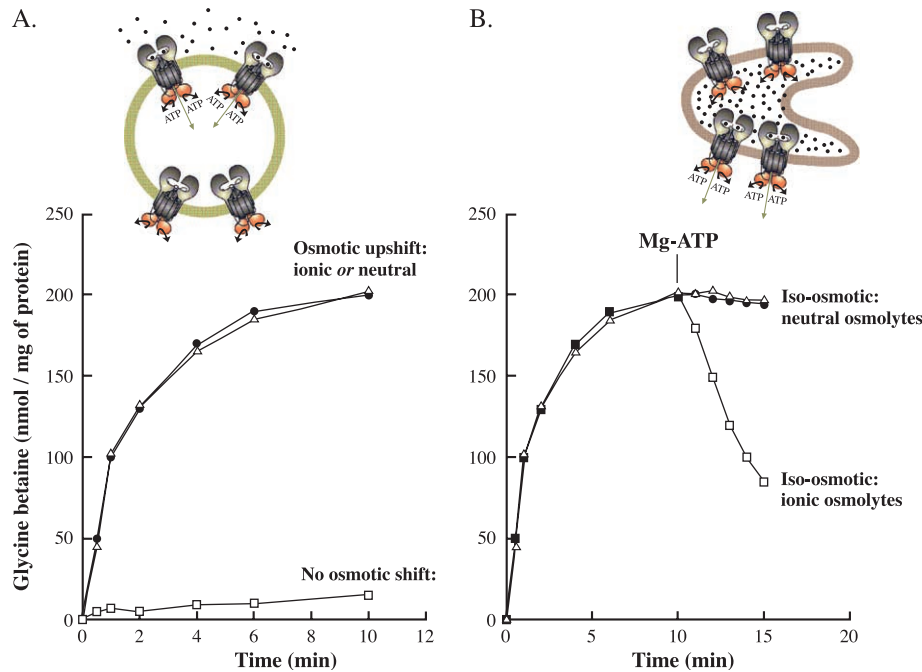 A.
ATP ATP ATP ATP
250
200
150
100
50
0
Glycine betaine (nmol / mg of protein)
Osmotic upshift:
ionic or neutral
No osmotic shift:
0 2 4 6 8 10 12
Time (min)
B.
ATP ATP ATP ATP
250
200
150
100
50
0
Mg-ATP
Iso-osmotic:
neutral osmolytes
Iso-osmotic:
ionic osmolytes
0 5 10 15 20
Time (min)